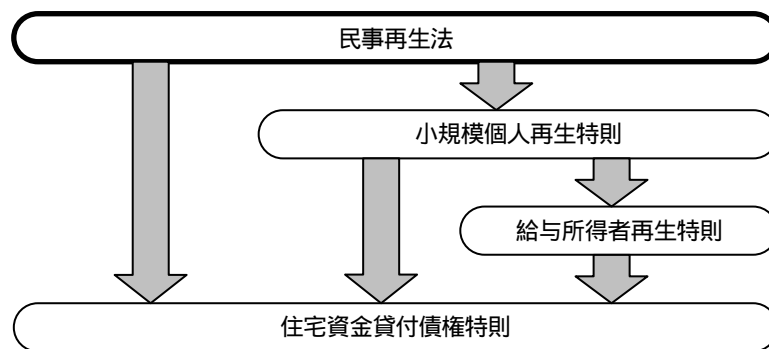 民事再生法
小規模個人再生特則
給与所得者再生特則
住宅資金貸付債権特則